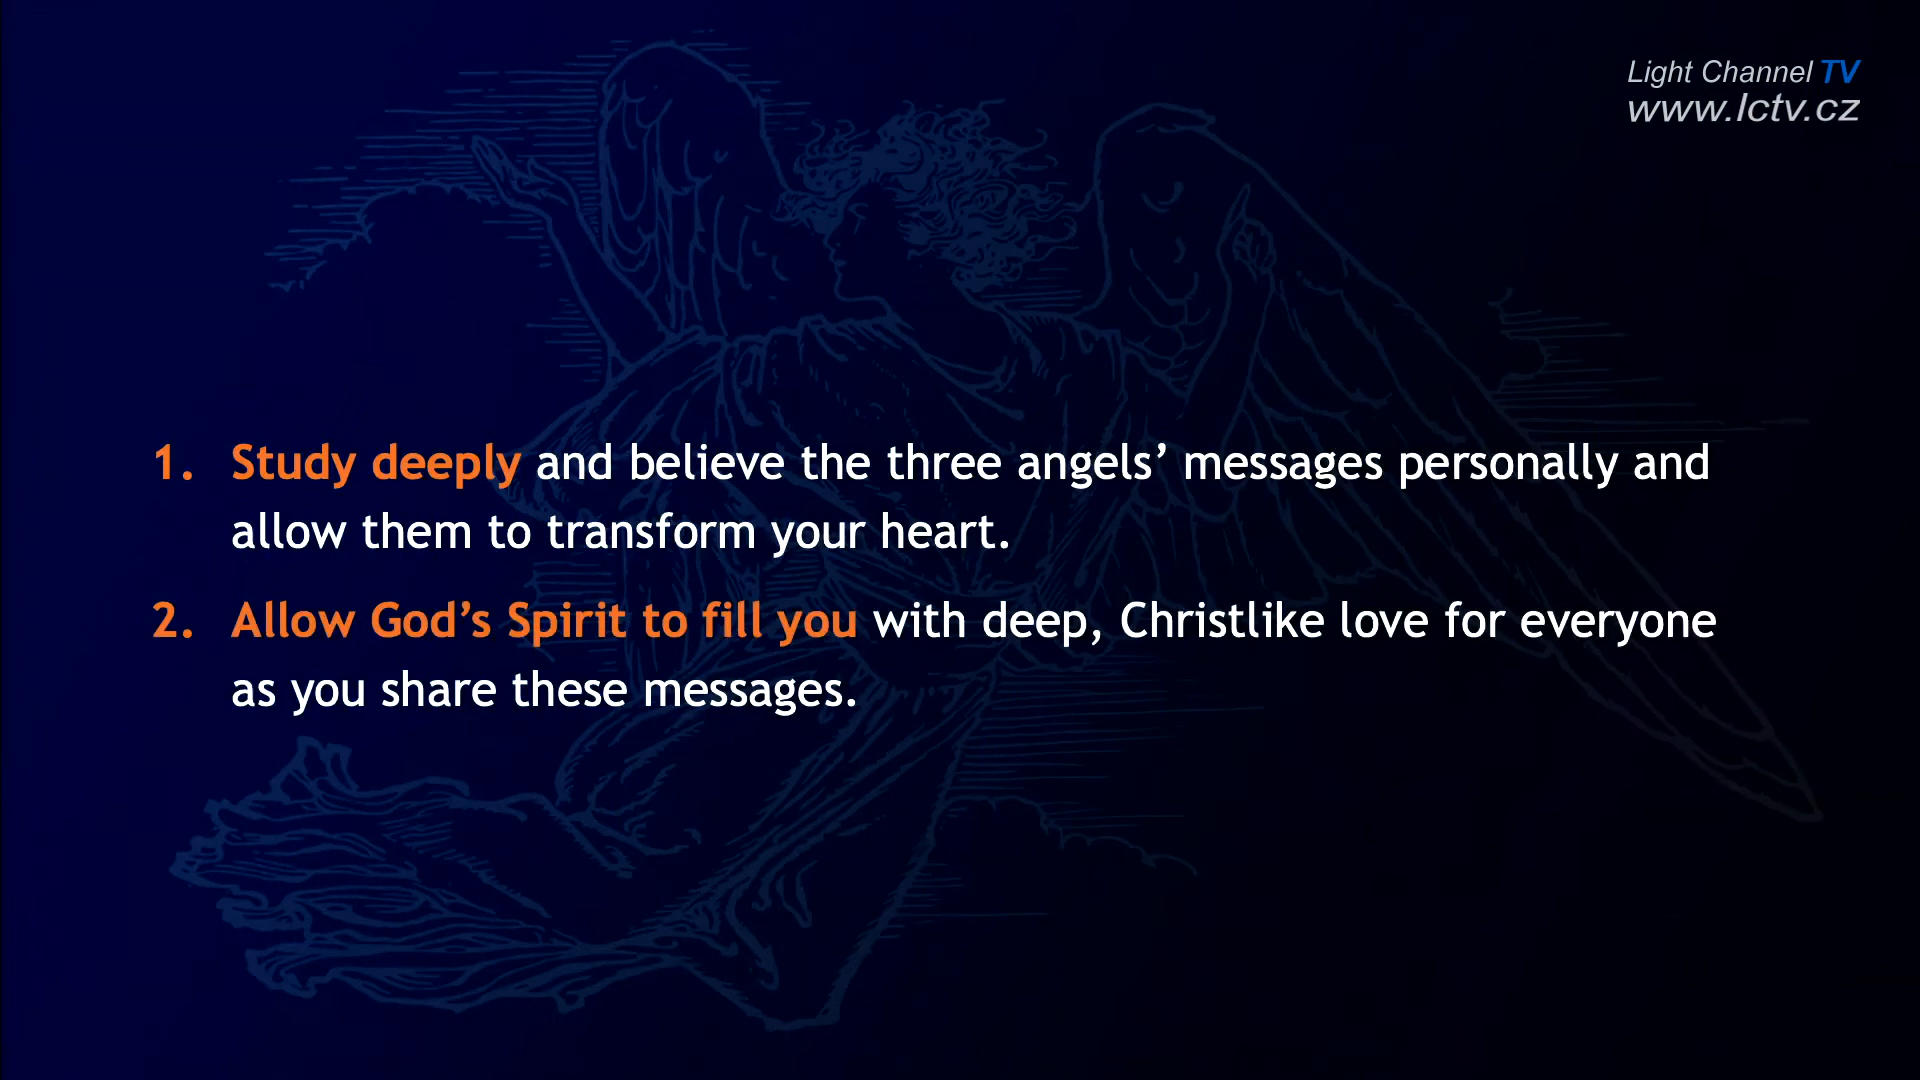 Light Channel TV
www.lctv.cz
1. Study deeply and believe the three angels’ messages personally and
allow them to transform your heart.
2. Allow God’s Spirit to fill you with deep, Christlike love for everyone
as you share these messages.